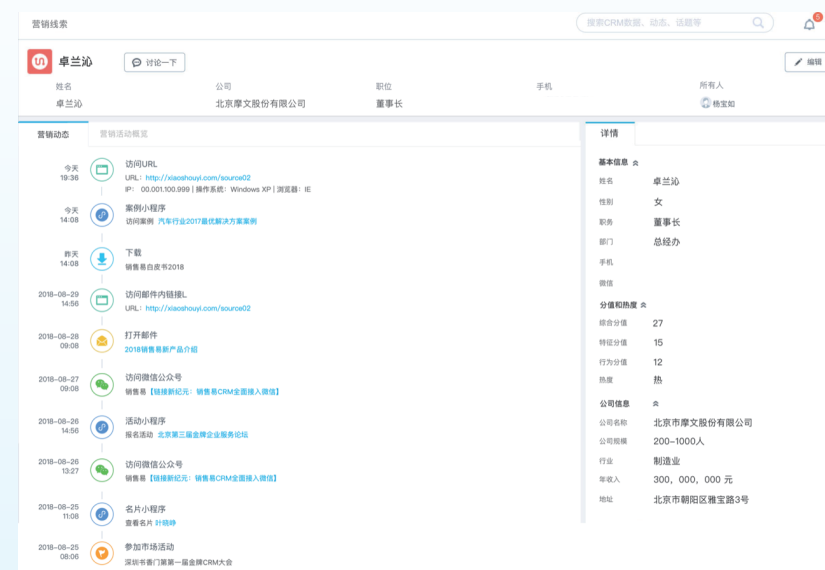 营销线索
搜索CRM数据、动态、话题等
5
卓兰沁
讨论一下
编辑
姓名 公司 职位 手机 所有人
卓兰沁 北京摩文股份有限公司 董事长 杨宝如
营销动态 营销活动概览
今天 19:36
访问URL
URL: http://xiaoshouyi.com/source02
IP: 00.001.100.999 | 操作系统: Windows XP | 浏览器: IE
今天 14:08
案例小程序
访问案例 汽车行业2017最优解决方案案例
昨天 14:08
下载
销售易白皮书2018
2018-08-29 14:56
访问邮件内链接L
URL: http://xiaoshouyi.com/source02
2018-08-28 09:08
打开邮件
2018销售易新产品介绍
2018-08-27 09:08
访问微信公众号
销售易【链接新纪元: 销售易CRM全面接入微信】
2018-08-26 14:56
活动小程序
报名活动 北京第三届金牌企业服务论坛
2018-08-26 13:27
访问微信公众号
销售易【链接新纪元: 销售易CRM全面接入微信】
2018-08-25 11:08
名片小程序
查看名片 叶晓峥
2018-08-25 08:06
参加市场活动
深圳书香门第第一届金牌CRM大会
详情
基本信息
姓名 卓兰沁
性别 女
职务 董事长
部门 总经办
手机
微信
分值和热度
综合分值 27
特征分值 15
行为分值 12
热度 热
公司信息
公司名称 北京市摩文股份有限公司
公司规模 200-1000人
行业 制造业
年收入 300, 000, 000 元
地址 北京市朝阳区雅宝路3号